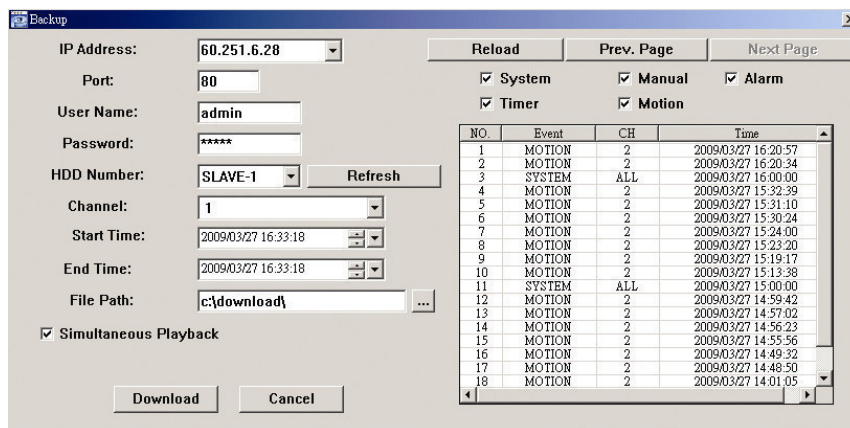 Backup
IP Address: 60.251.6.28
Port: 80
User Name: admin
Password: *****
HDD Number: SLAVE-1 Refresh
Channel: 1
Start Time: 2009/03/27 16:33:18
End Time: 2009/03/27 16:33:18
File Path: c:\download\ ...
Simultaneous Playback
Download Cancel
Reload Prev. Page Next Page
System Manual Alarm
Timer Motion
NO. Event CH Time
1 MOTION 2 2009/03/27 16:20:57
2 MOTION 2 2009/03/27 16:20:34
3 SYSTEM ALL 2009/03/27 16:00:00
4 MOTION 2 2009/03/27 15:32:39
5 MOTION 2 2009/03/27 15:31:10
6 MOTION 2 2009/03/27 15:30:24
7 MOTION 2 2009/03/27 15:24:00
8 MOTION 2 2009/03/27 15:23:20
9 MOTION 2 2009/03/27 15:19:17
10 MOTION 2 2009/03/27 15:13:38
11 SYSTEM ALL 2009/03/27 15:00:00
12 MOTION 2 2009/03/27 14:59:42
13 MOTION 2 2009/03/27 14:57:02
14 MOTION 2 2009/03/27 14:56:23
15 MOTION 2 2009/03/27 14:55:56
16 MOTION 2 2009/03/27 14:49:32
17 MOTION 2 2009/03/27 14:48:50
18 MOTION 2 2009/03/27 14:01:05